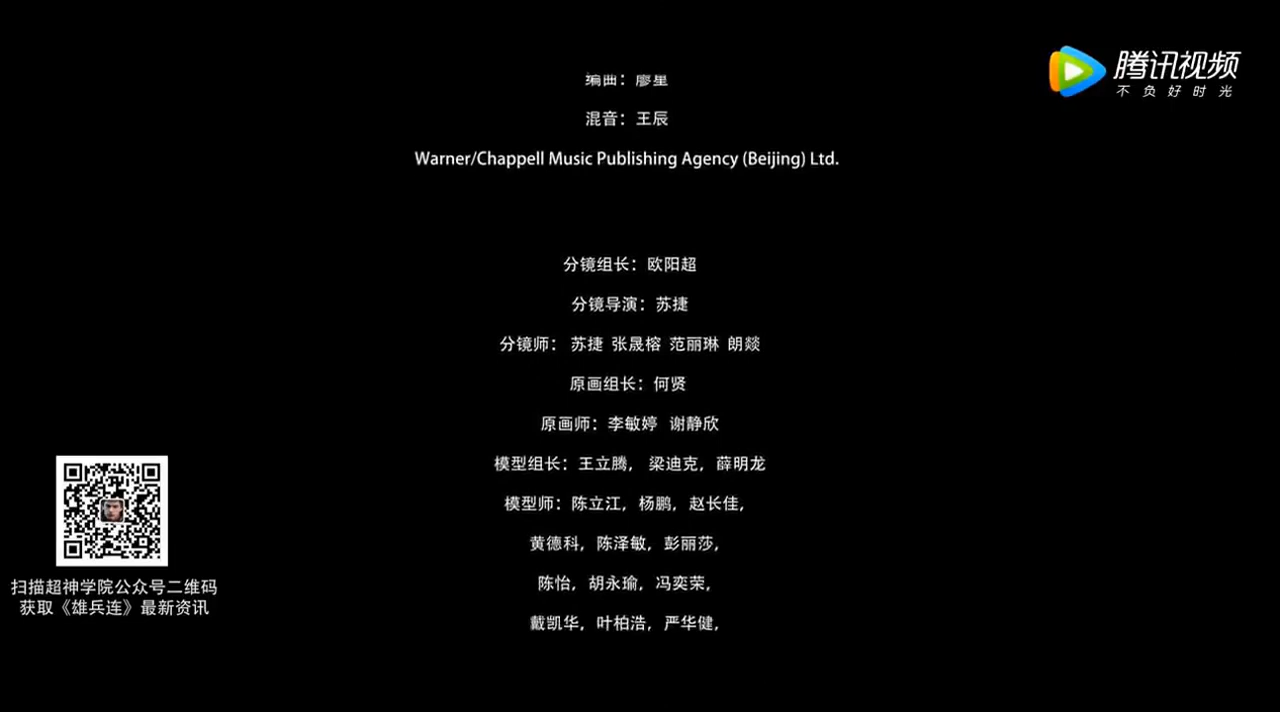 腾讯视频
不负好时光
编曲：廖星
混音：王辰
Warner/Chappell Music Publishing Agency (Beijing) Ltd.
分镜组长：欧阳超
分镜导演：苏捷
分镜师： 苏捷 张晟榕 范丽琳 朗燚
原画组长：何贤
原画师：李敏婷 谢静欣
模型组长：王立腾， 梁迪克，薛明龙
模型师：陈立江，杨鹏，赵长佳，
黄德科，陈泽敏，彭丽莎，
陈怡，胡永瑜，冯奕荣，
戴凯华，叶柏浩，严华健，
扫描超神学院公众号二维码
获取《雄兵连》最新资讯